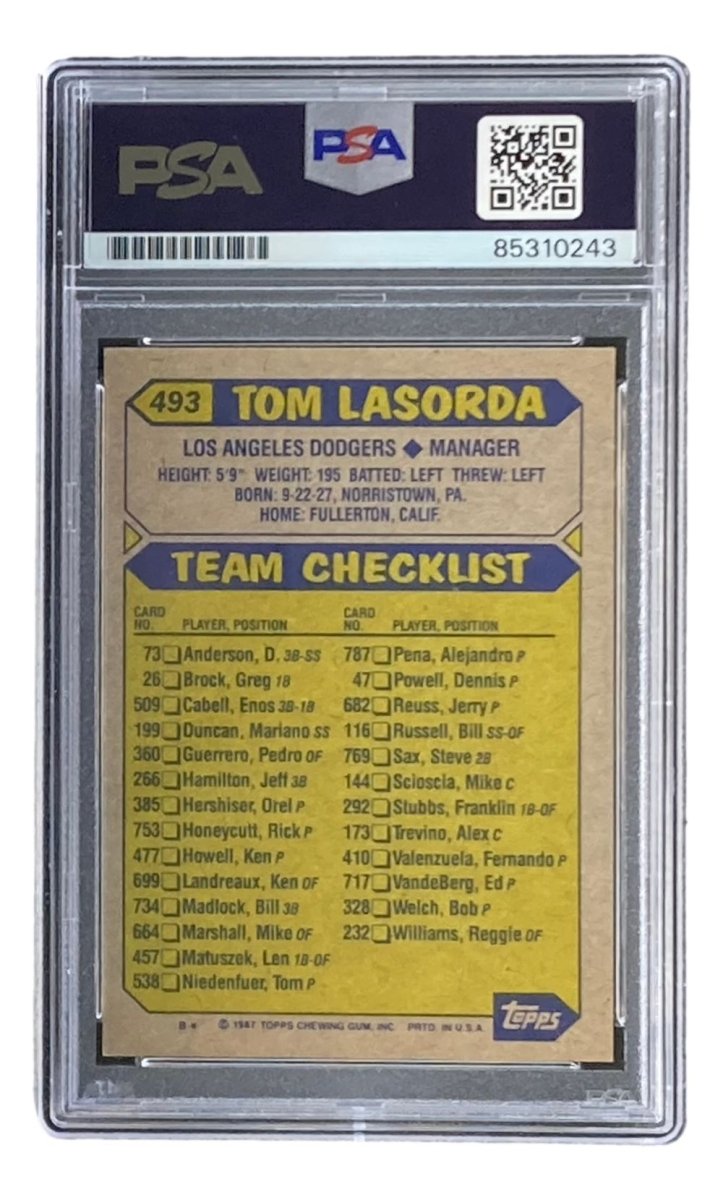 PSA PSA
85310243
493 TOM LASORDA
LOS ANGELES DODGERS ◆ MANAGER
HEIGHT: 5'9" WEIGHT: 195 BATTED: LEFT THREW: LEFT
BORN: 9-22-27, NORRISTOWN, PA.
HOME: FULLERTON, CALIF.
TEAM CHECKLIST
CARD NO. PLAYER, POSITION
73 Anderson, D. 3B-SS
26 Brock, Greg 1B
509 Cabell, Enos 3B-1B
199 Duncan, Mariano SS
360 Guerrero, Pedro OF
266 Hamilton, Jeff 3B
385 Hershiser, Orel P
753 Honeycutt, Rick P
477 Howell, Ken P
699 Landreaux, Ken OF
734 Madlock, Bill 3B
664 Marshall, Mike OF
457 Matuszek, Len 1B-OF
538 Niedenfuer, Tom P
CARD NO. PLAYER, POSITION
787 Pena, Alejandro P
47 Powell, Dennis P
682 Reuss, Jerry P
116 Russell, Bill SS-OF
769 Sax, Steve 2B
144 Scioscia, Mike C
292 Stubbs, Franklin 1B-OF
173 Trevino, Alex C
410 Valenzuela, Fernando P
717 VandeBerg, Ed P
328 Welch, Bob P
232 Williams, Reggie OF
topps
B* © 1987 TOPPS CHEWING GUM, INC. PRTD. IN U.S.A.
PSA